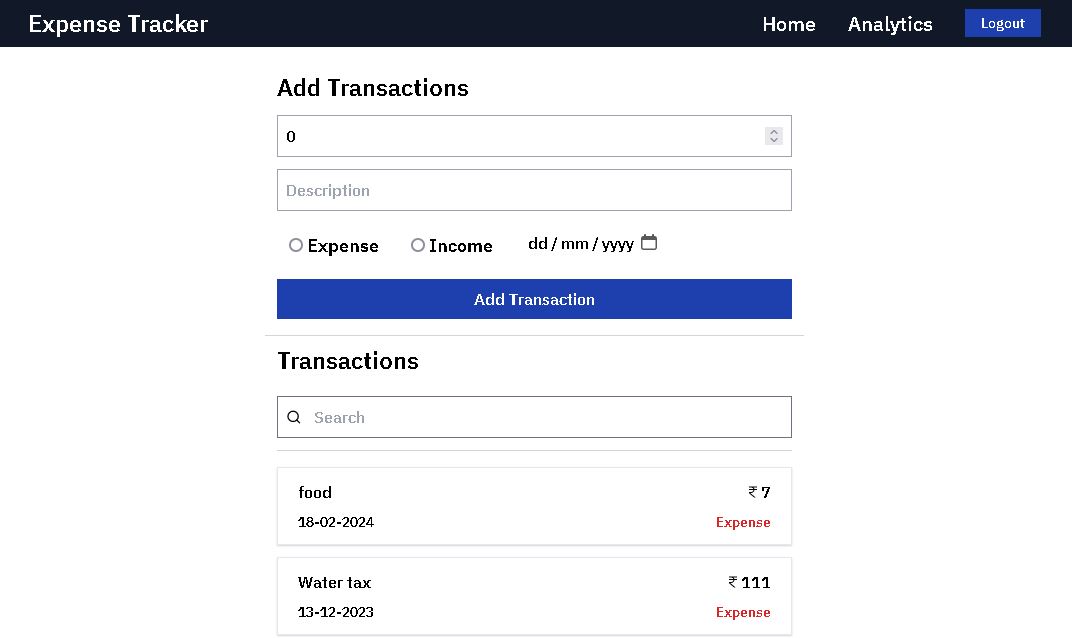 Expense Tracker Home Analytics Logout
Add Transactions
0
Description
Expense Income dd/mm/yyyy
Add Transaction
Transactions
Search
food ₹ 7
18-02-2024 Expense
Water tax ₹ 111
13-12-2023 Expense